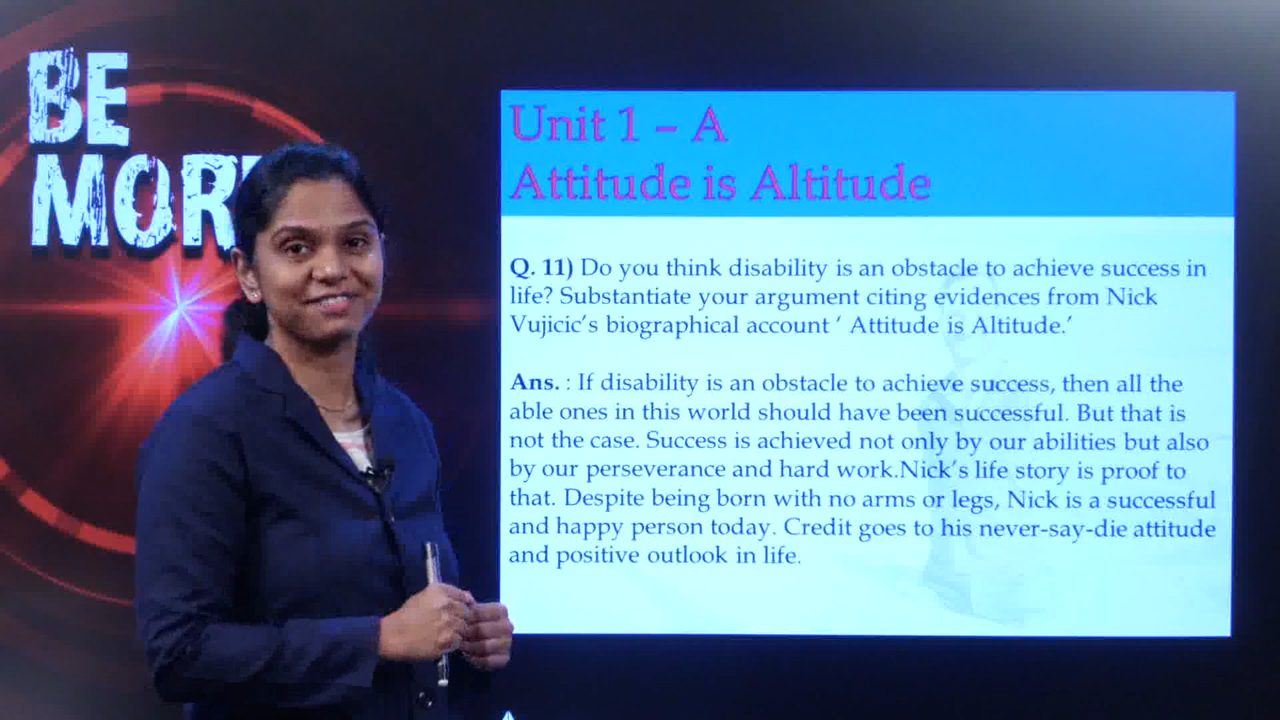 BE
MOR
Unit 1 – A
Attitude is Altitude
Q. 11) Do you think disability is an obstacle to achieve success in
life? Substantiate your argument citing evidences from Nick
Vujicic's biographical account ‘ Attitude is Altitude.’
Ans. : If disability is an obstacle to achieve success, then all the
able ones in this world should have been successful. But that is
not the case. Success is achieved not only by our abilities but also
by our perseverance and hard work.Nick's life story is proof to
that. Despite being born with no arms or legs, Nick is a successful
and happy person today. Credit goes to his never-say-die attitude
and positive outlook in life.